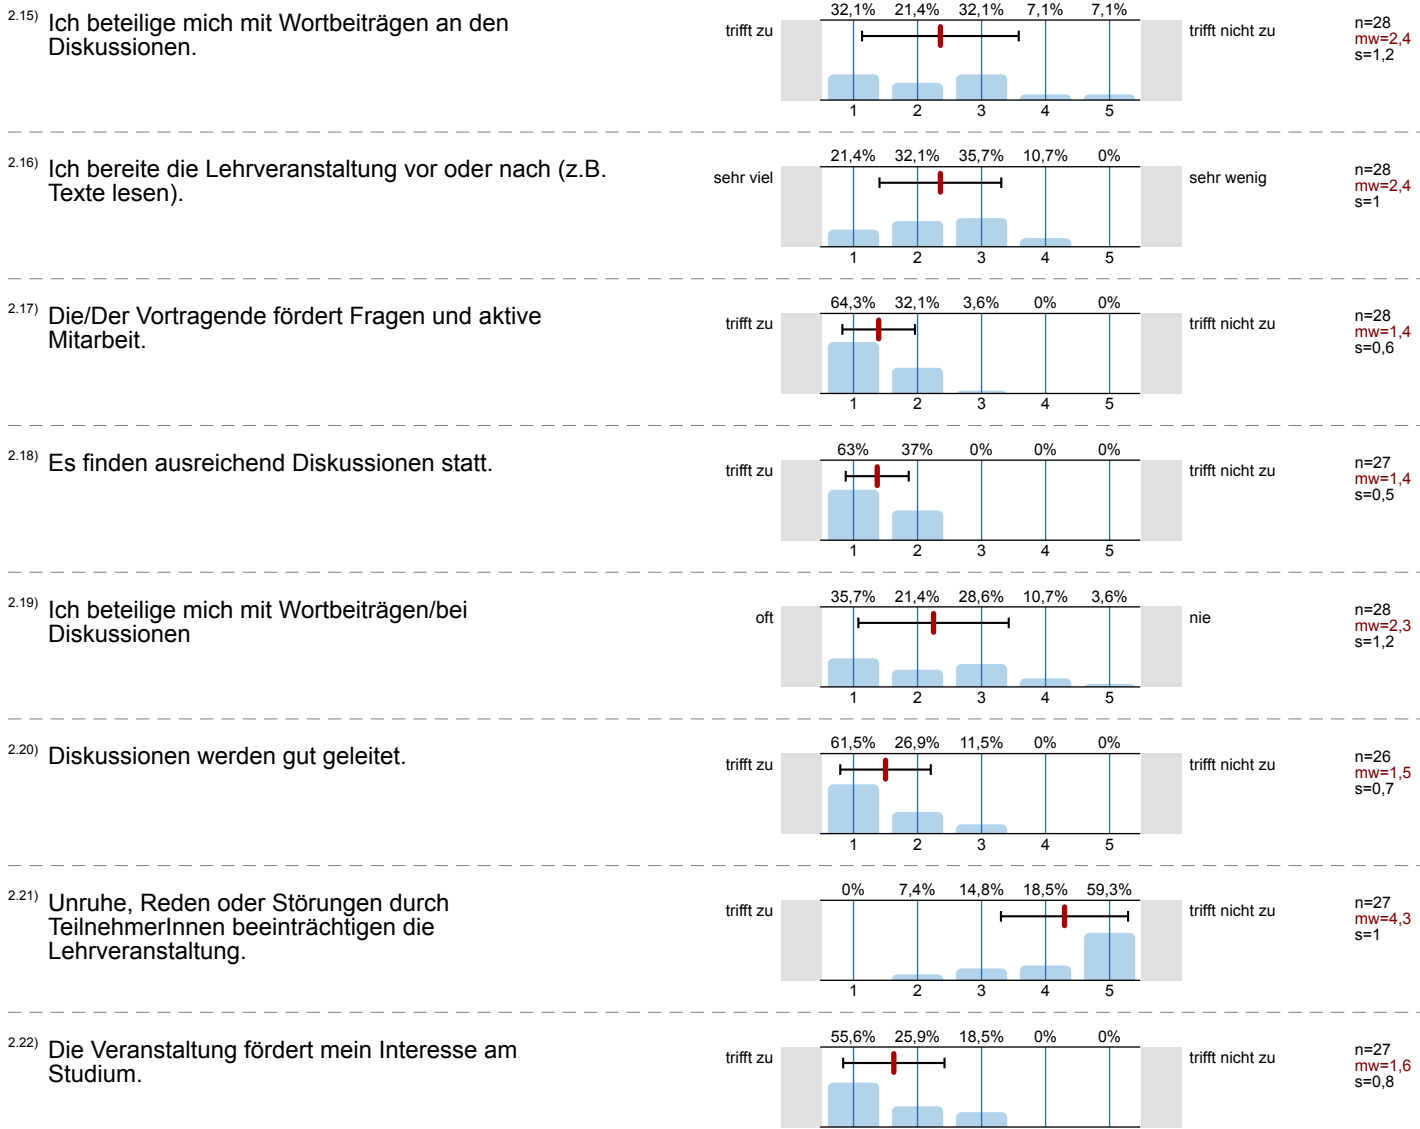 2.15) Ich beteilige mich mit Wortbeiträgen an den
Diskussionen.
32,1% 21,4% 32,1% 7,1% 7,1%
trifft zu
trifft nicht zu
n=28
mw=2,4
s=1,2
1 2 3 4 5
2.16) Ich bereite die Lehrveranstaltung vor oder nach (z.B.
Texte lesen).
21,4% 32,1% 35,7% 10,7% 0%
sehr viel
sehr wenig
n=28
mw=2,4
s=1
1 2 3 4 5
2.17) Die/Der Vortragende fördert Fragen und aktive
Mitarbeit.
64,3% 32,1% 3,6% 0% 0%
trifft zu
trifft nicht zu
n=28
mw=1,4
s=0,6
1 2 3 4 5
2.18) Es finden ausreichend Diskussionen statt.
63% 37% 0% 0% 0%
trifft zu
trifft nicht zu
n=27
mw=1,4
s=0,5
1 2 3 4 5
2.19) Ich beteilige mich mit Wortbeiträgen/bei
Diskussionen
35,7% 21,4% 28,6% 10,7% 3,6%
oft
nie
n=28
mw=2,3
s=1,2
1 2 3 4 5
2.20) Diskussionen werden gut geleitet.
61,5% 26,9% 11,5% 0% 0%
trifft zu
trifft nicht zu
n=26
mw=1,5
s=0,7
1 2 3 4 5
2.21) Unruhe, Reden oder Störungen durch
TeilnehmerInnen beeinträchtigen die
Lehrveranstaltung.
0% 7,4% 14,8% 18,5% 59,3%
trifft zu
trifft nicht zu
n=27
mw=4,3
s=1
1 2 3 4 5
2.22) Die Veranstaltung fördert mein Interesse am
Studium.
55,6% 25,9% 18,5% 0% 0%
trifft zu
trifft nicht zu
n=27
mw=1,6
s=0,8